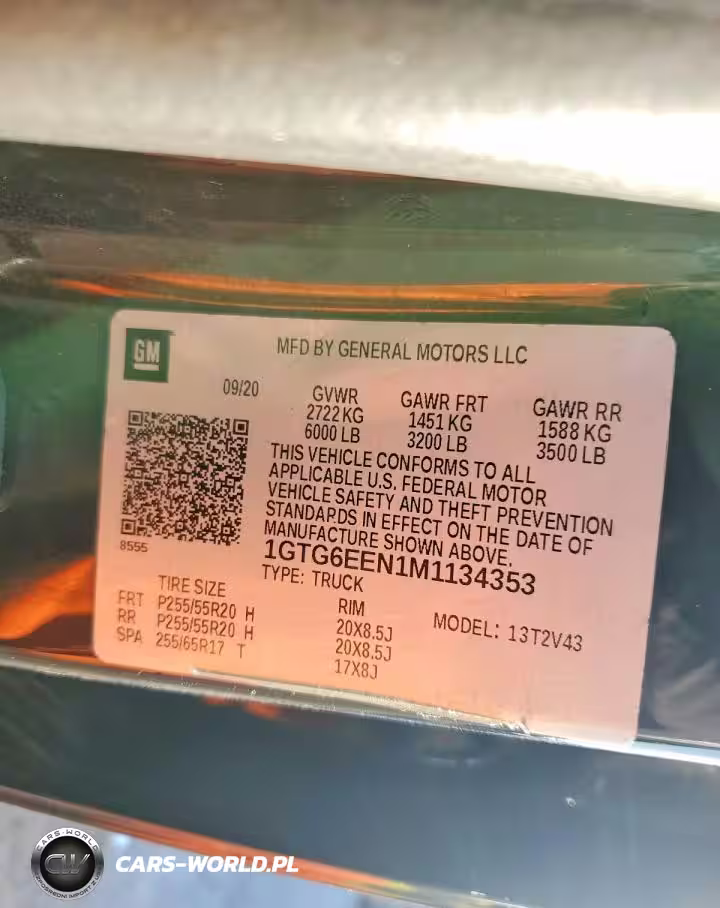 GM
MFD BY GENERAL MOTORS LLC
09/20
GVWR
2722 KG
6000 LB
GAWR FRT
1451 KG
3200 LB
GAWR RR
1588 KG
3500 LB
THIS VEHICLE CONFORMS TO ALL
APPLICABLE U.S. FEDERAL MOTOR
VEHICLE SAFETY AND THEFT PREVENTION
STANDARDS IN EFFECT ON THE DATE OF
MANUFACTURE SHOWN ABOVE.
8555
1GTG6EEN1M1134353
TYPE: TRUCK
TIRE SIZE
RIM
MODEL: 13T2V43
FRT P255/55R20 H 20X8.5J
RR P255/55R20 H 20X8.5J
SPA 255/65R17 T 17X8J
CARS-WORLD
CW
CARS-WORLD.PL